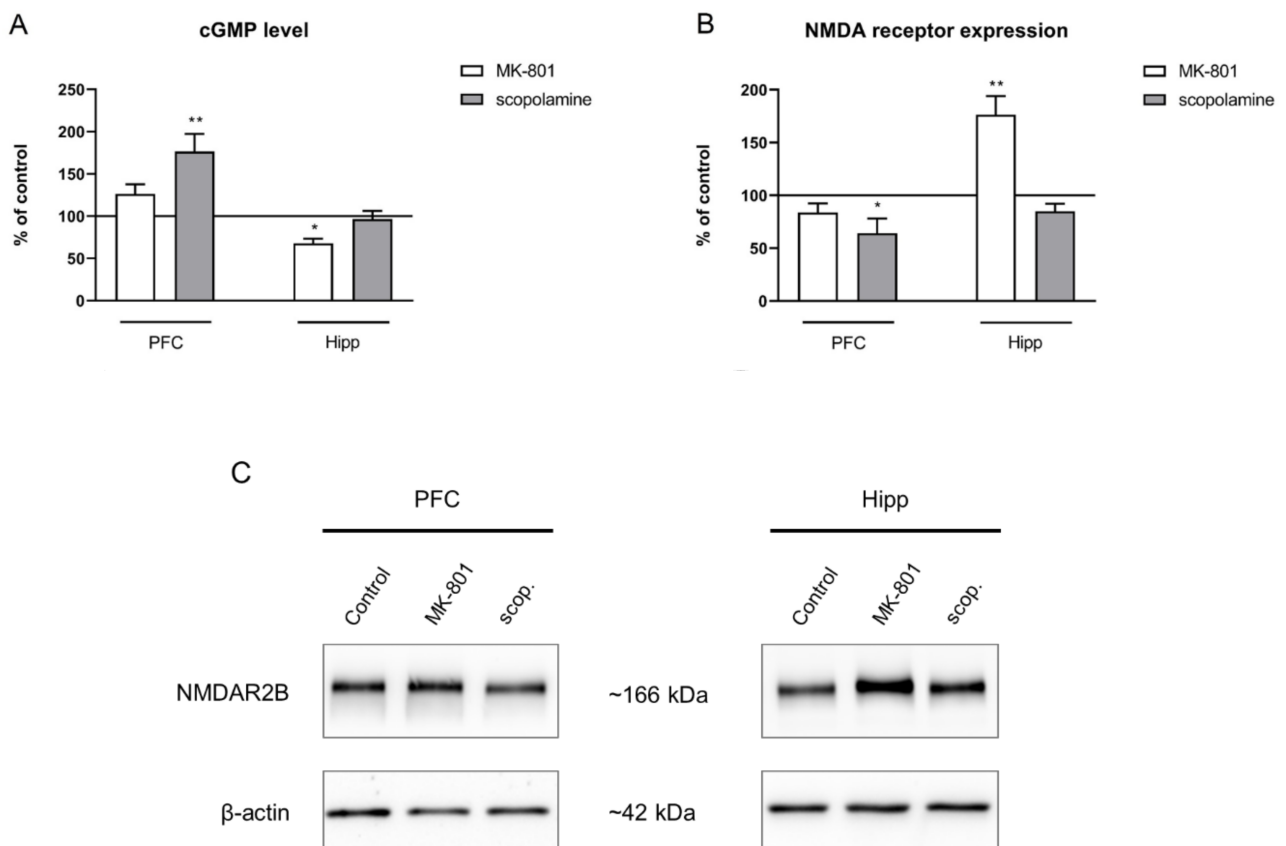 A
cGMP level
MK-801
scopolamine
% of control
250
200
150
100
50
0
**
*
PFC
Hipp
B
NMDA receptor expression
MK-801
scopolamine
% of control
200
150
100
50
0
*
**
PFC
Hipp
C
PFC
Hipp
Control
MK-801
scop.
Control
MK-801
scop.
NMDAR2B
~166 kDa
β-actin
~42 kDa